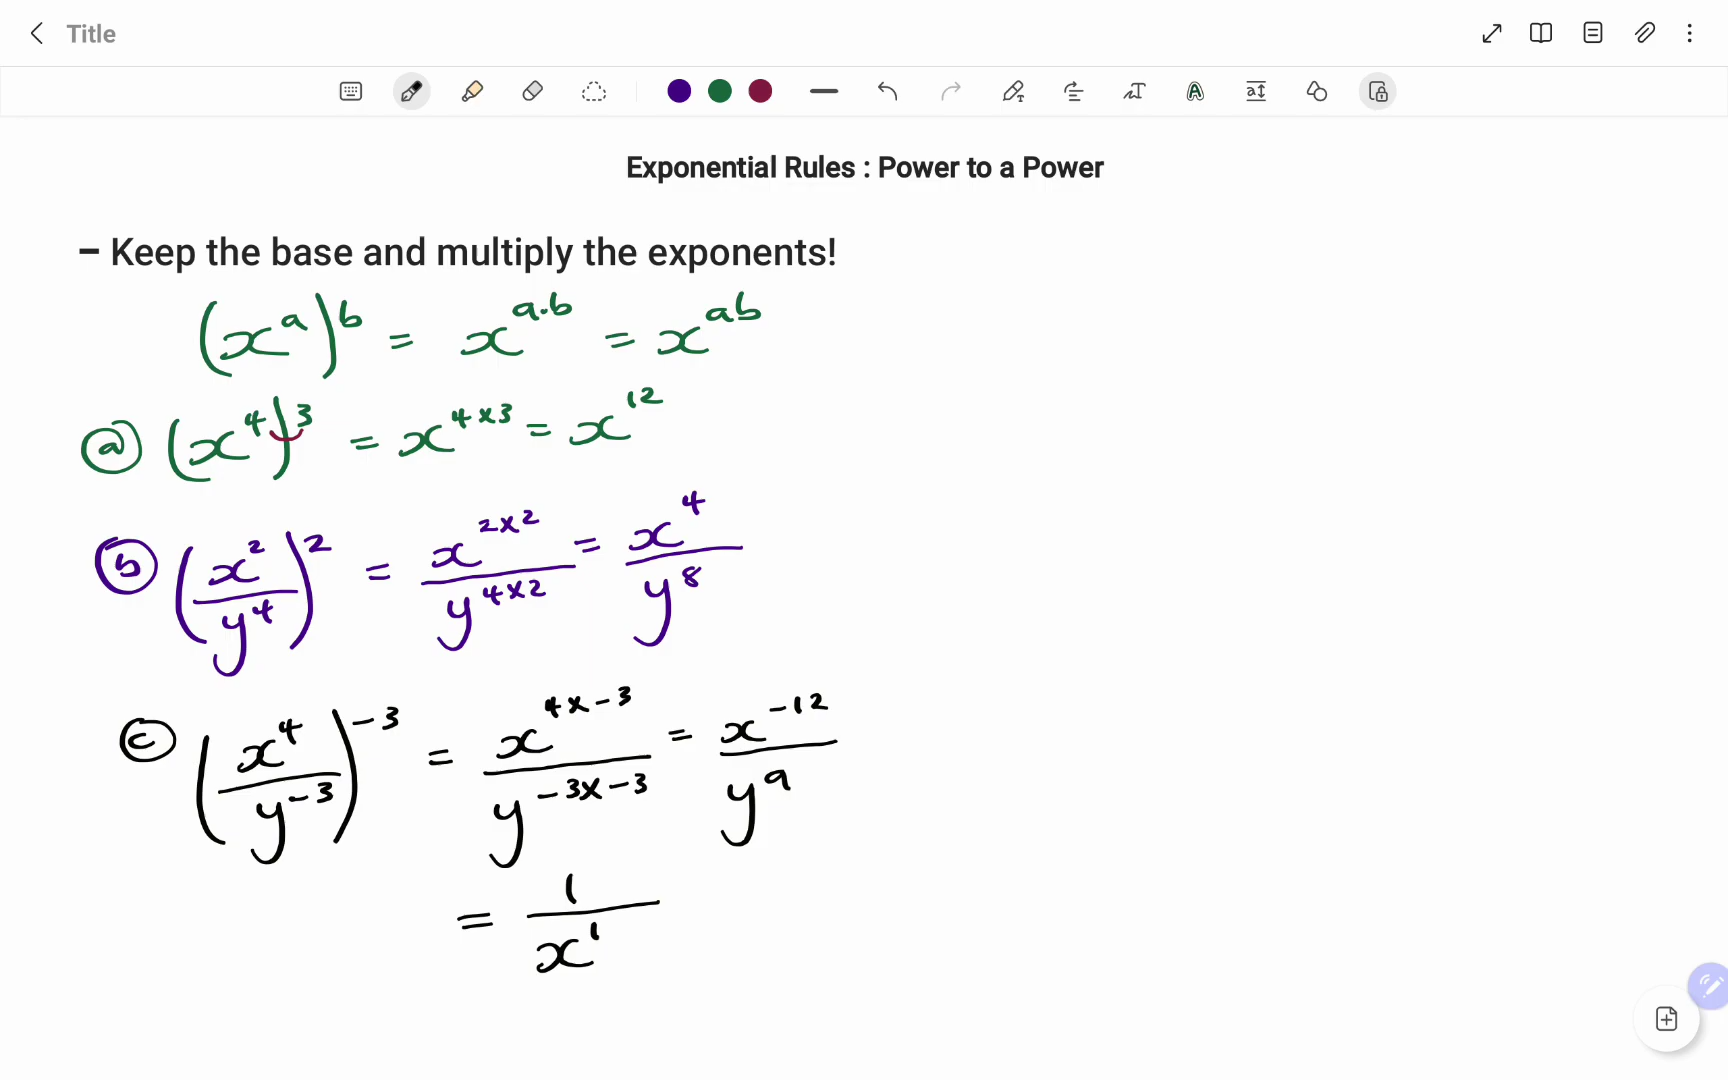 Title
Exponential Rules : Power to a Power
– Keep the base and multiply the exponents!
(x^a)^b = x^{a·b} = x^{ab}
ⓐ (x^4)^3 = x^{4×3} = x^{12}
ⓑ (x^2/y^4)^2 = x^{2×2}/y^{4×2} = x^4/y^8
ⓒ (x^4/y^{-3})^{-3} = x^{4×-3}/y^{-3×-3} = x^{-12}/y^9
= 1/x^1